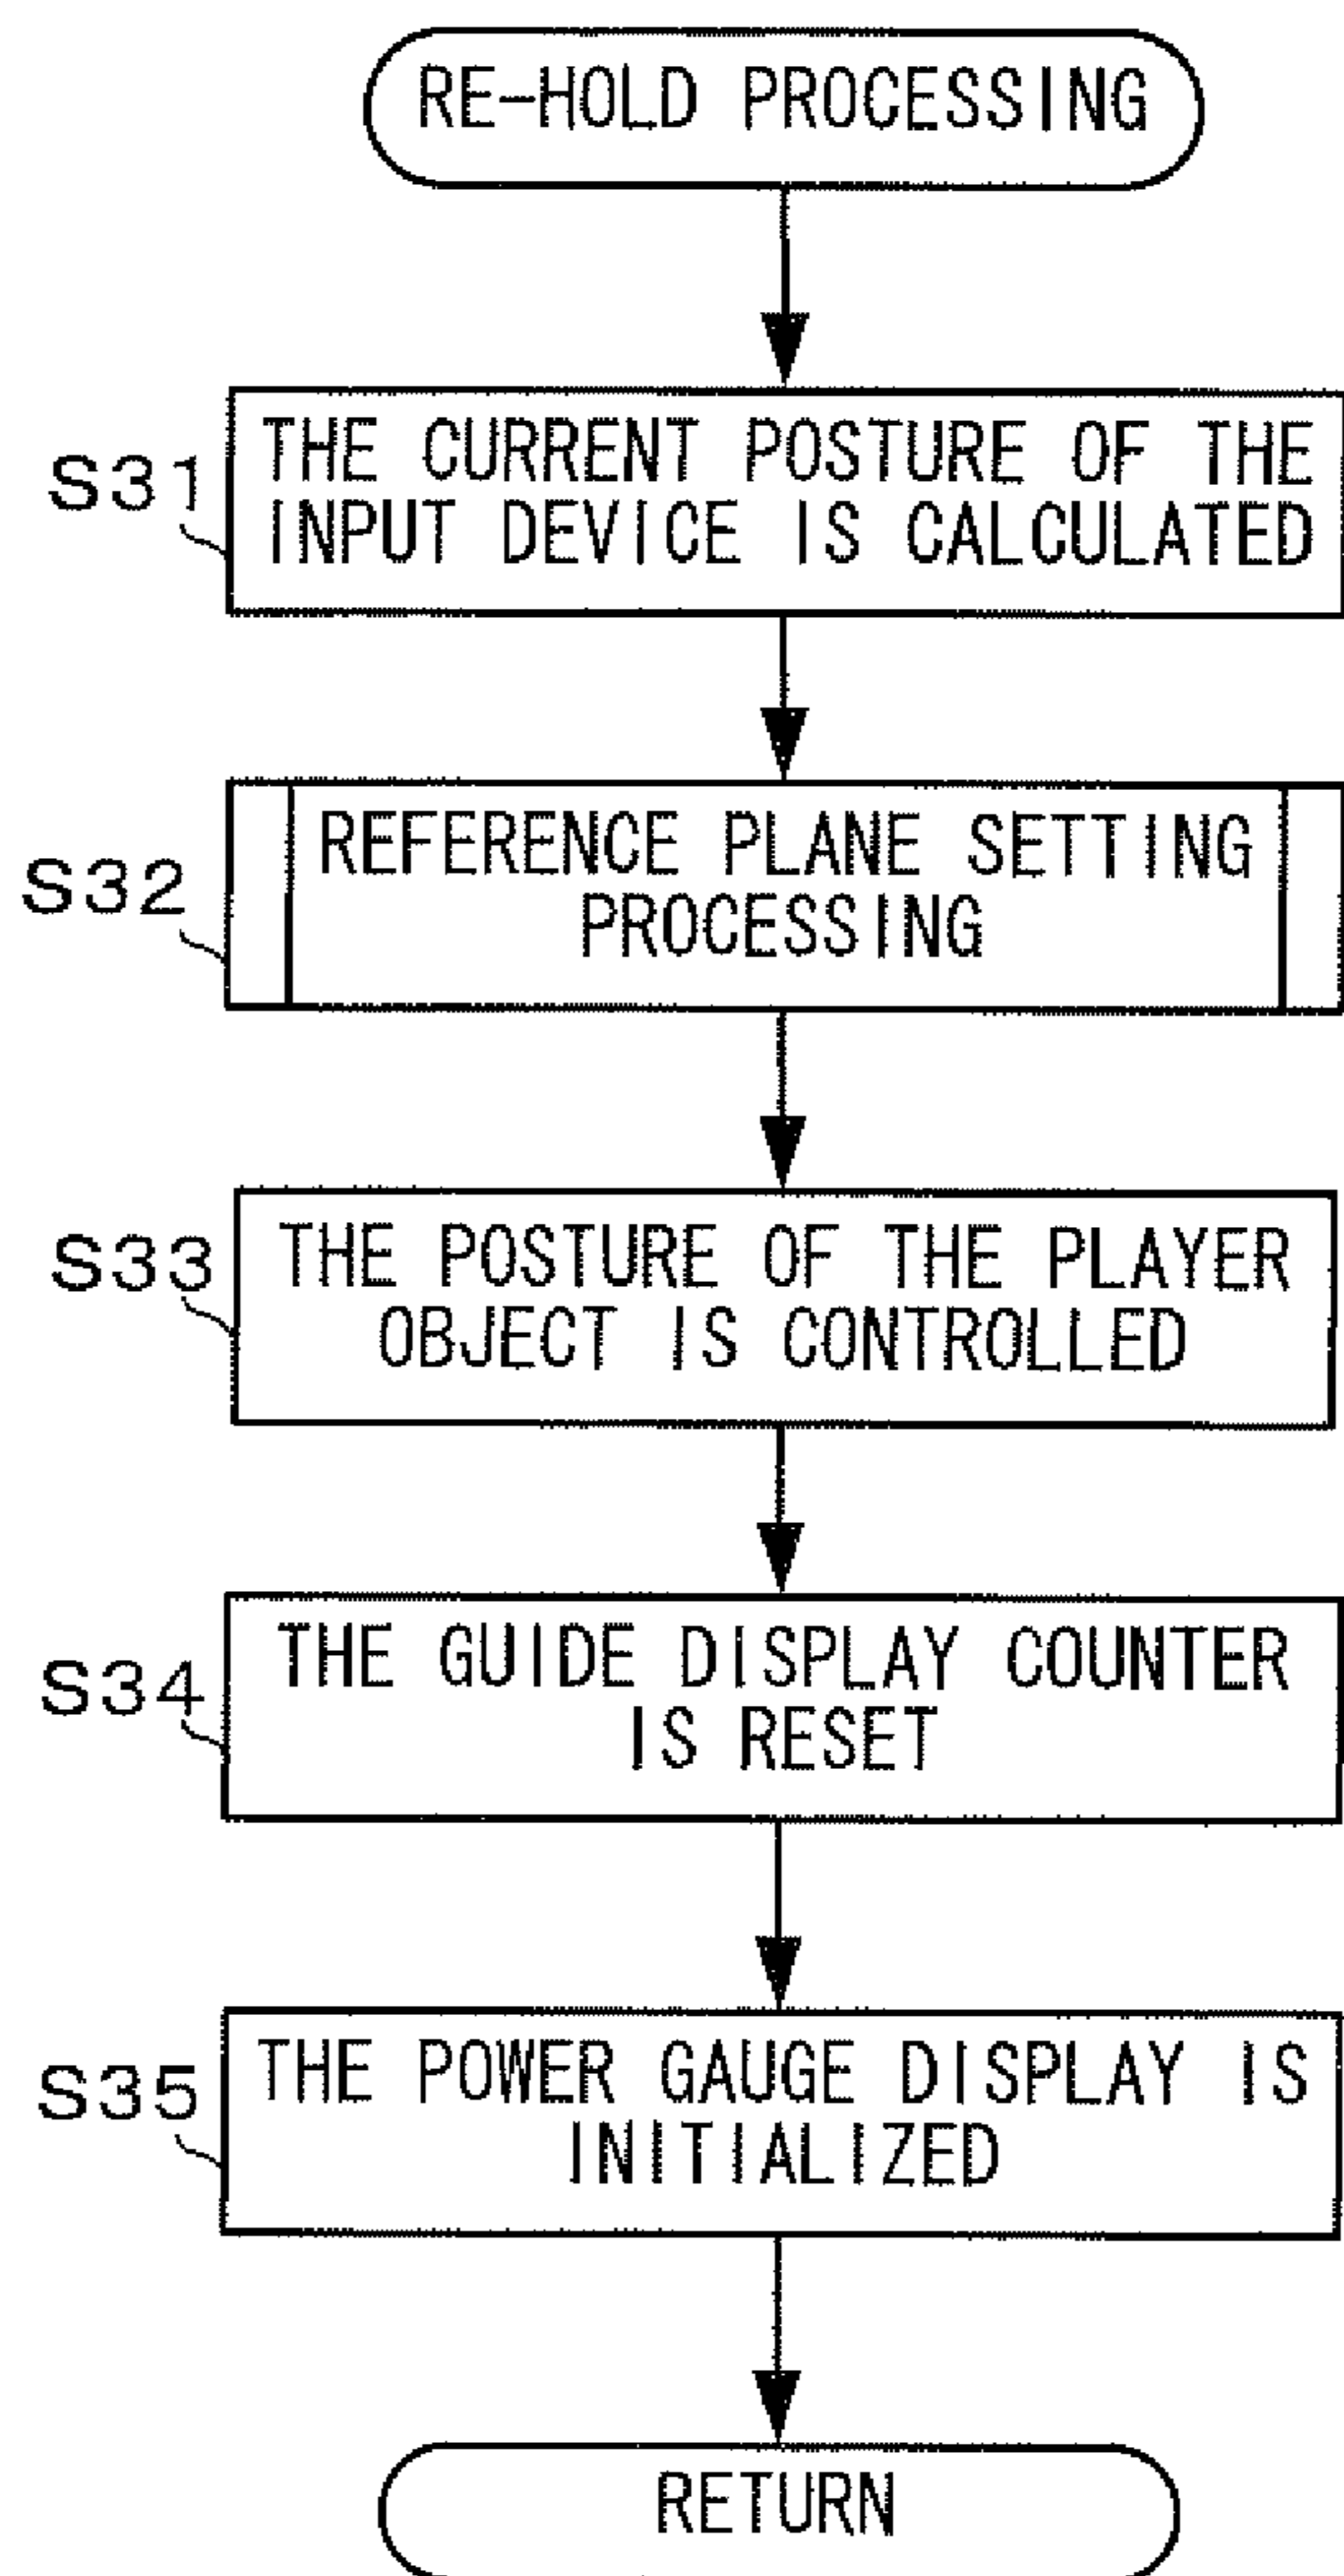 RE-HOLD PROCESSING
S31
THE CURRENT POSTURE OF THE
INPUT DEVICE IS CALCULATED
S32
REFERENCE PLANE SETTING
PROCESSING
S33
THE POSTURE OF THE PLAYER
OBJECT IS CONTROLLED
S34
THE GUIDE DISPLAY COUNTER
IS RESET
S35
THE POWER GAUGE DISPLAY IS
INITIALIZED
RETURN